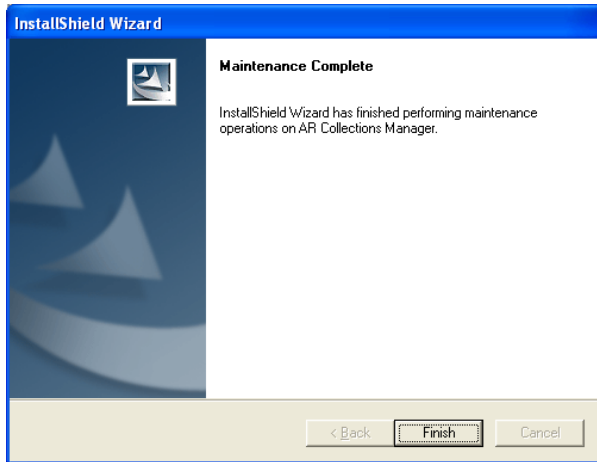 InstallShield Wizard
Maintenance Complete
InstallShield Wizard has finished performing maintenance
operations on AR Collections Manager.
< Back Finish Cancel